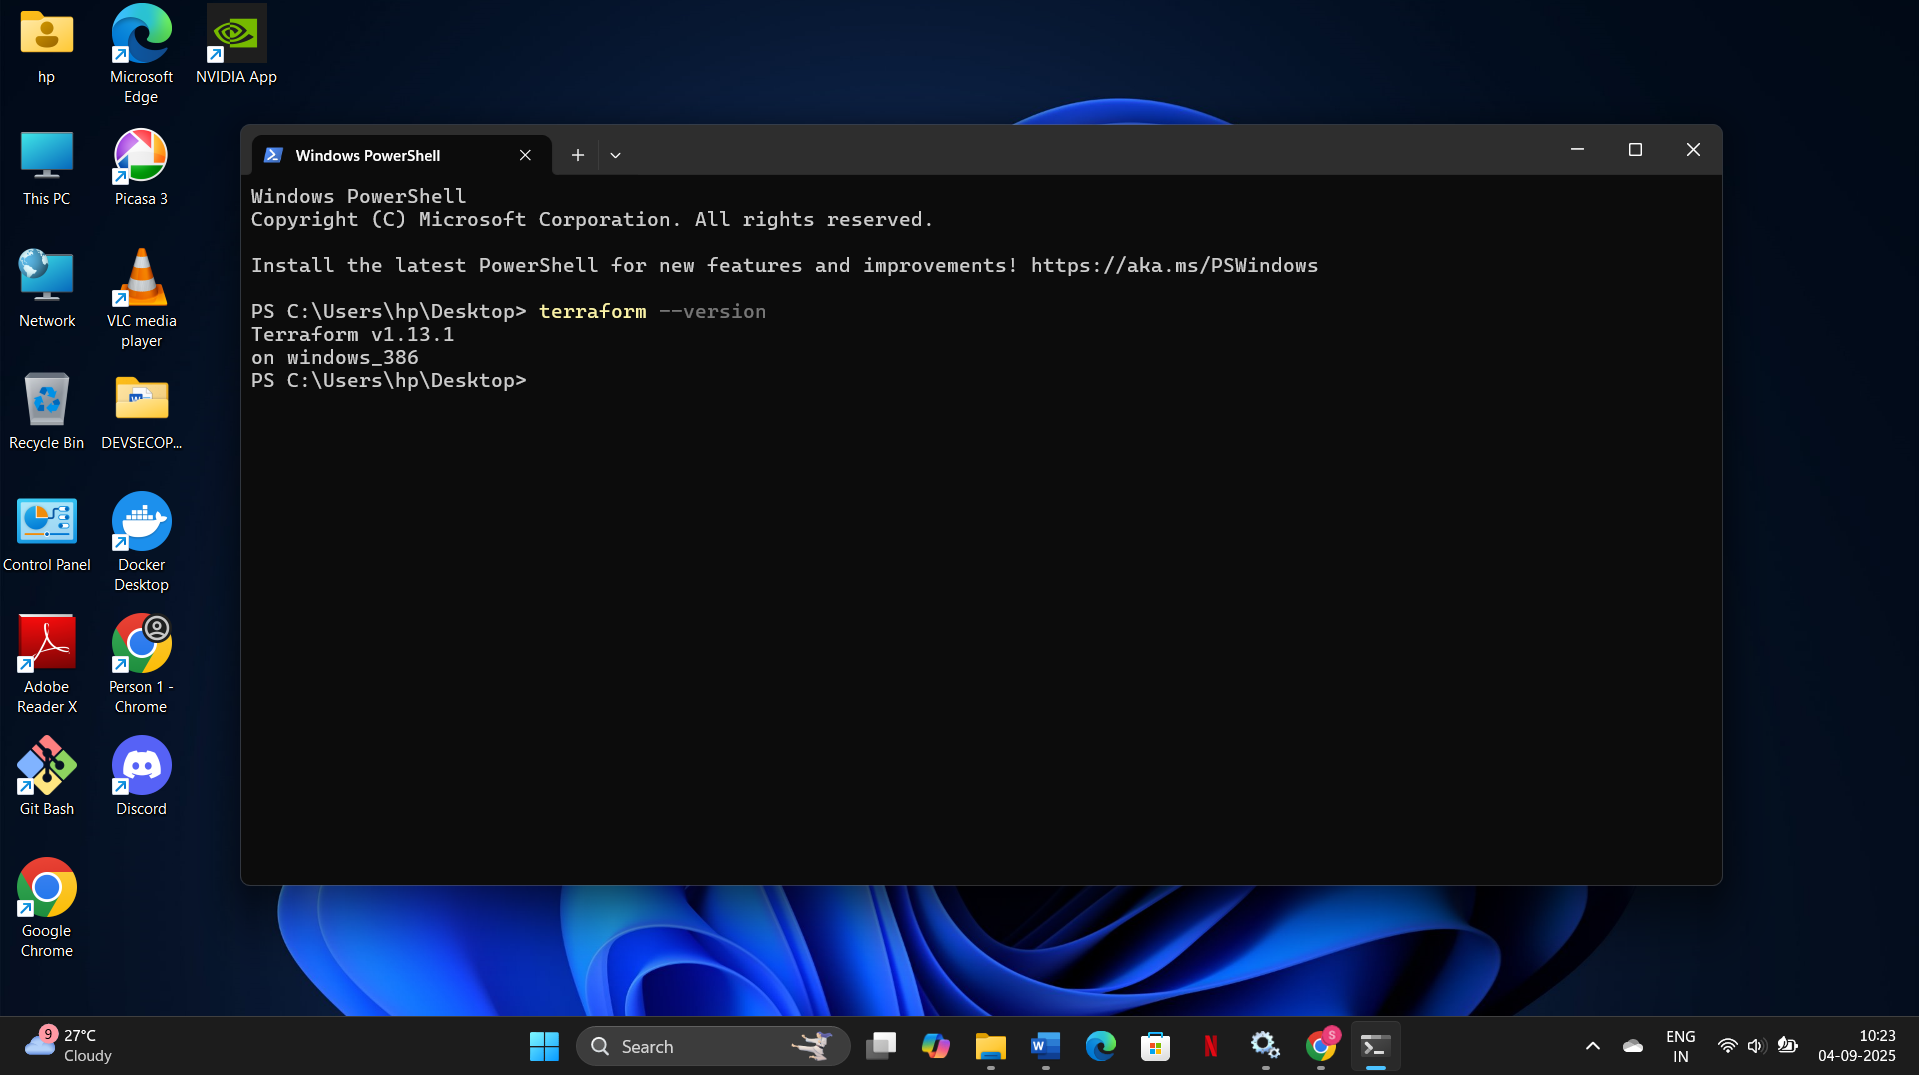 hp
Microsoft
Edge
NVIDIA App
This PC
Picasa 3
Network
VLC media
player
Recycle Bin
DEVSECOP...
Control Panel
Docker
Desktop
Adobe
Reader X
Person 1 -
Chrome
Git Bash
Discord
Google
Chrome
Windows PowerShell
Windows PowerShell
Copyright (C) Microsoft Corporation. All rights reserved.
Install the latest PowerShell for new features and improvements! https://aka.ms/PSWindows
PS C:\Users\hp\Desktop> terraform --version
Terraform v1.13.1
on windows_386
PS C:\Users\hp\Desktop>
9
27°C
Cloudy
Search
W
N
S
ENG
IN
10:23
04-09-2025